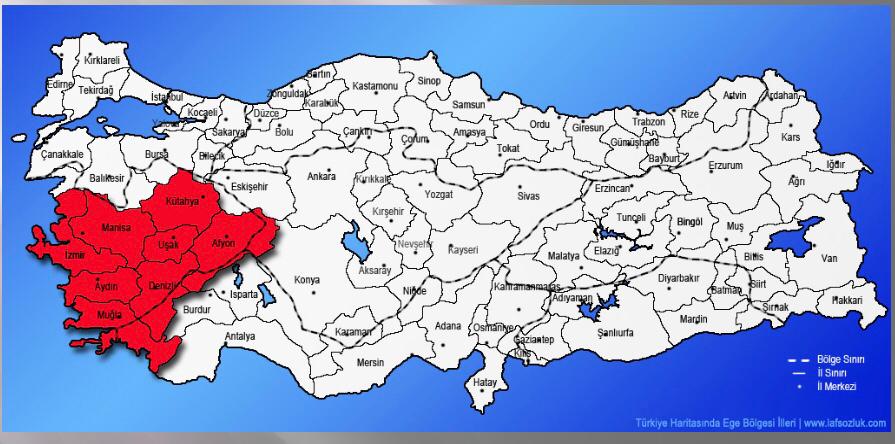 Kırklareli
Edirne
Tekirdağ
İstanbul
Kocaeli
Yalova
Sakarya
Düzce
Zonguldak
Bartın
Karabük
Bolu
Kastamonu
Sinop
Çankırı
Samsun
Çorum
Amasya
Tokat
Ordu
Giresun
Trabzon
Gümüşhane
Rize
Bayburt
Artvin
Ardahan
Kars
Iğdır
Ağrı
Erzurum
Erzincan
Çanakkale
Balıkesir
Bursa
Bilecik
Eskişehir
Ankara
Kırıkkale
Yozgat
Sivas
Kırşehir
Nevşehir
Kayseri
Aksaray
Konya
Niğde
Karaman
Kütahya
Manisa
Uşak
Afyon
İzmir
Aydın
Denizli
Muğla
Burdur
Isparta
Antalya
Mersin
Adana
Osmaniye
Hatay
Kahramanmaraş
Gaziantep
Kilis
Malatya
Adıyaman
Şanlıurfa
Tunceli
Elazığ
Bingöl
Muş
Bitlis
Van
Diyarbakır
Batman
Siirt
Mardin
Şırnak
Hakkari
Bölge Sınırı
İl Sınırı
İl Merkezi
Türkiye Haritasında Ege Bölgesi İlleri | www.lafsozluk.com